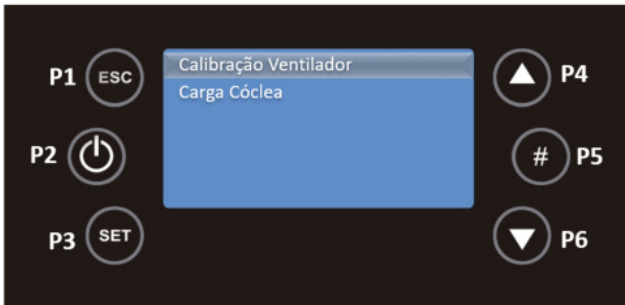 Calibração Ventilador
Carga Cóclea
P1 ESC
P2
P3 SET
P4
# P5
P6